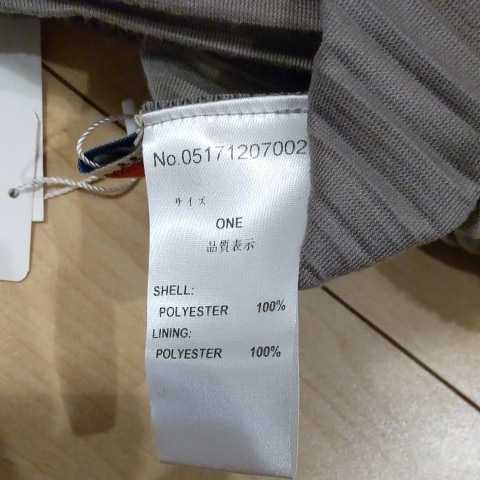 No.05171207002
サイズ
ONE
品質表示
SHELL:
POLYESTER 100%
LINING:
POLYESTER 100%